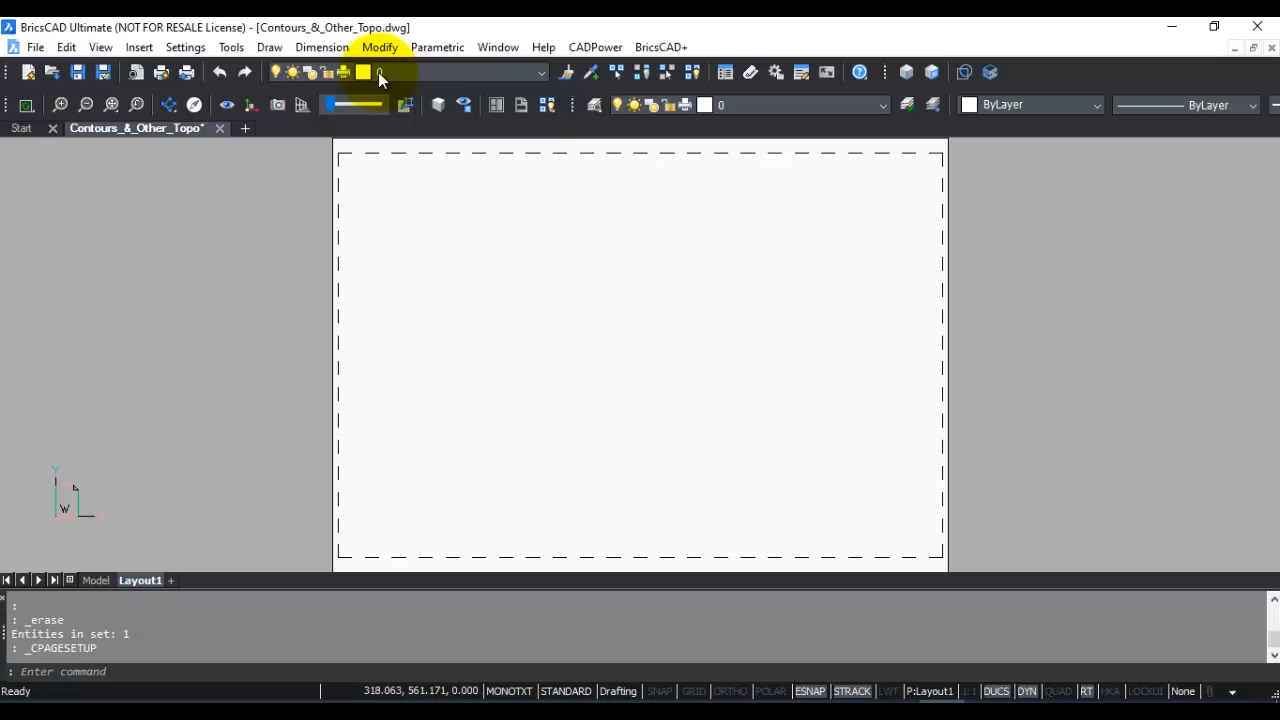 BricsCAD Ultimate (NOT FOR RESALE License) - [Contours_&_Other_Topo.dwg]
File Edit View Insert Settings Tools Draw Dimension Modify Parametric Window Help CADPower BricsCAD+
0
0 ByLayer ByLayer
Start Contours_&_Other_Topo*
Y
W
Model Layout1
:
: _erase
Entities in set: 1
: _CPAGESETUP
: Enter command
Ready 318.063, 561.171, 0.000 MONOTXT STANDARD Drafting SNAP GRID ORTHO POLAR ESNAP STRACK LWT P:Layout1 1:1 DUCS DYN QUAD RT HKA LOCKUI None